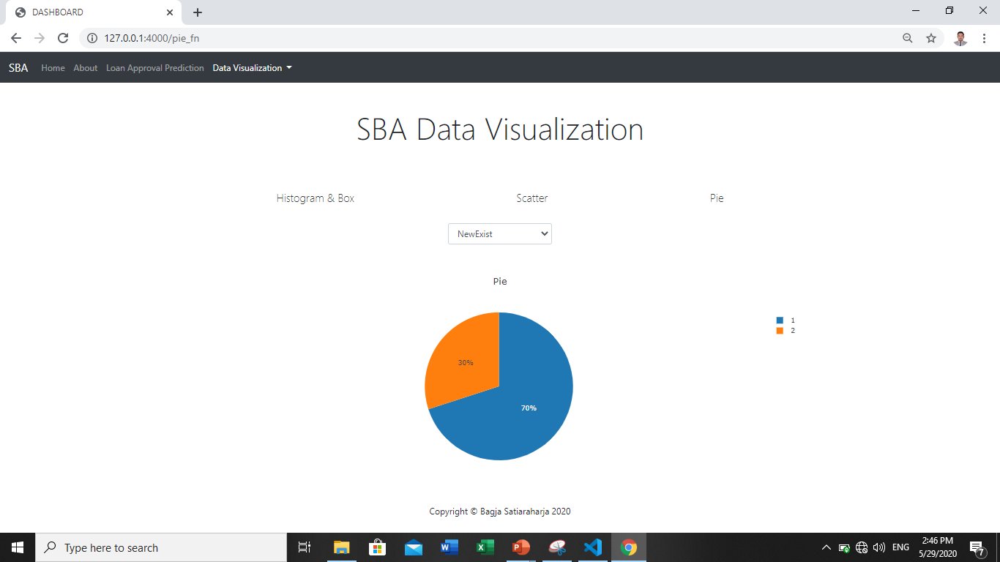 DASHBOARD
127.0.0.1:4000/pie_fn
SBA Home About Loan Approval Prediction Data Visualization
SBA Data Visualization
Histogram & Box Scatter Pie
NewExist
Pie
1
2
30%
70%
Copyright © Bagja Satiaraharja 2020
Type here to search
ENG
2:46 PM
5/29/2020
7